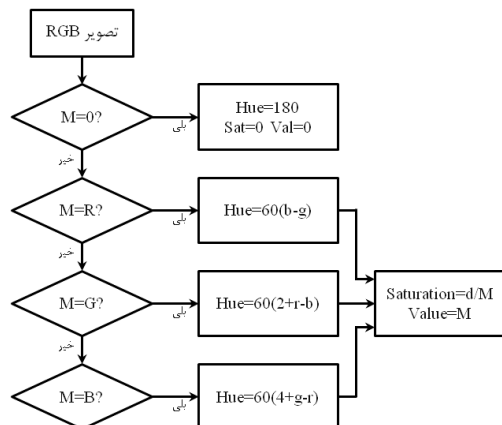 تصویر RGB
M=0?
بلی
Hue=180
Sat=0 Val=0
خیر
M=R?
بلی
Hue=60(b-g)
خیر
M=G?
بلی
Hue=60(2+r-b)
Saturation=d/M
Value=M
خیر
M=B?
بلی
Hue=60(4+g-r)